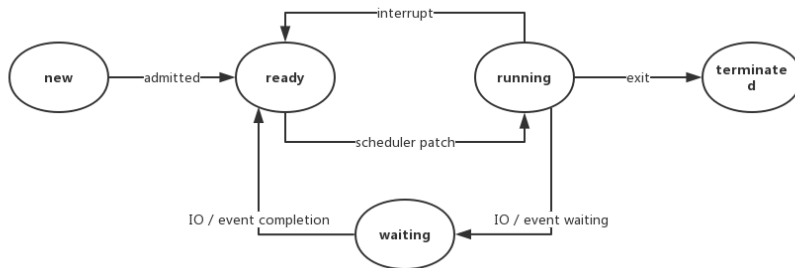 interrupt
new
admitted
ready
running
exit
terminate
d
scheduler patch
IO / event completion
waiting
IO / event waiting